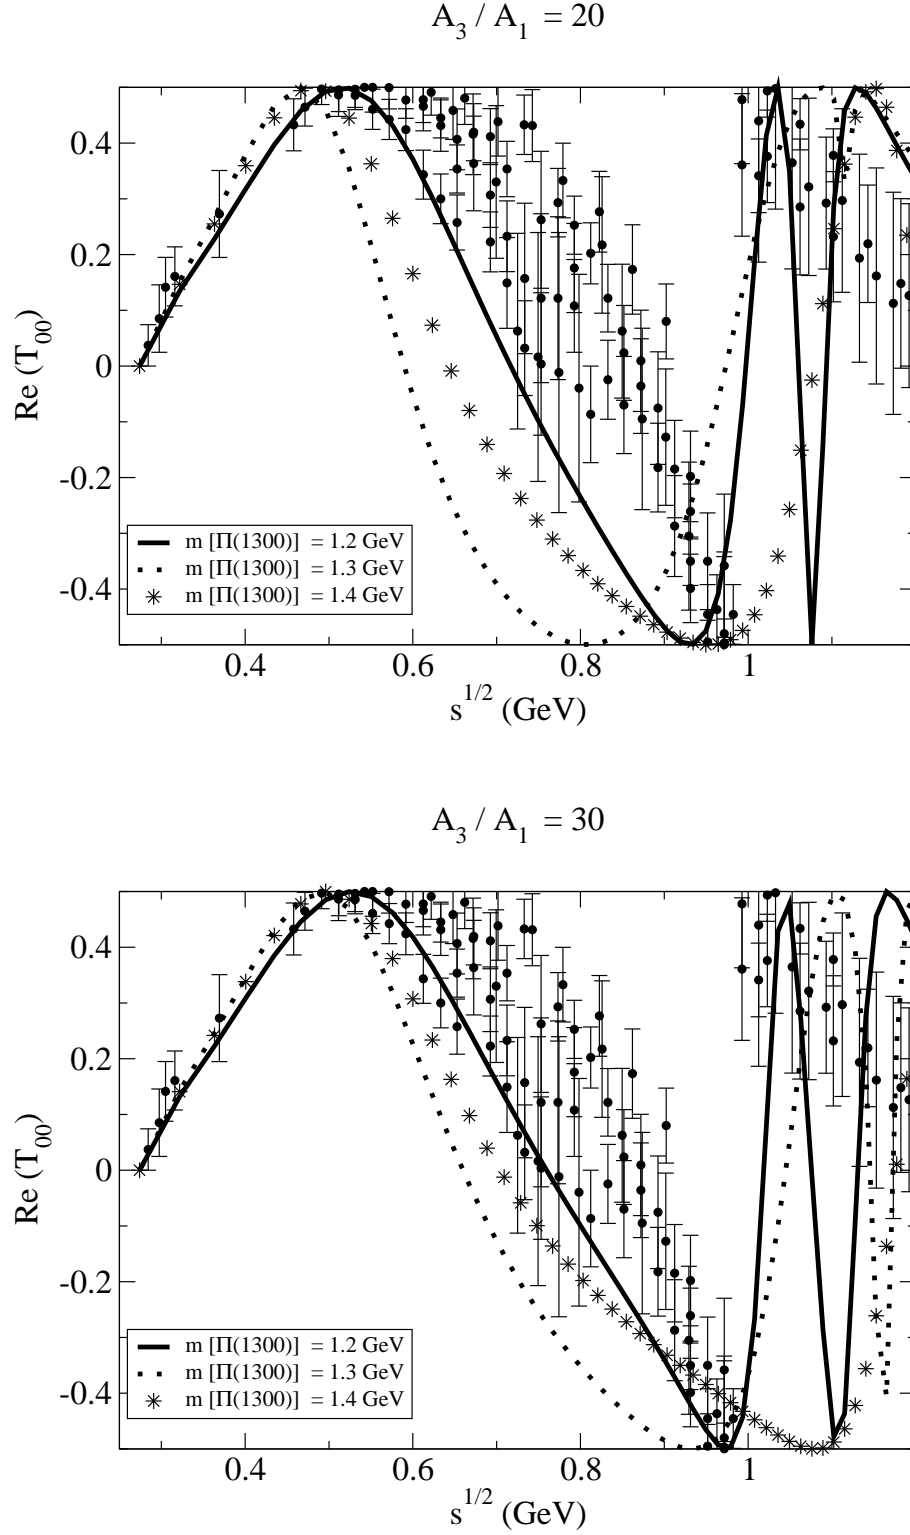 A3 / A1 = 20
0.4
0.2
0
-0.2
-0.4
Re (T00)
m [Π(1300)] = 1.2 GeV
m [Π(1300)] = 1.3 GeV
m [Π(1300)] = 1.4 GeV
0.4 0.6 0.8 1
s^1/2 (GeV)
A3 / A1 = 30
0.4
0.2
0
-0.2
-0.4
Re (T00)
m [Π(1300)] = 1.2 GeV
m [Π(1300)] = 1.3 GeV
m [Π(1300)] = 1.4 GeV
0.4 0.6 0.8 1
s^1/2 (GeV)